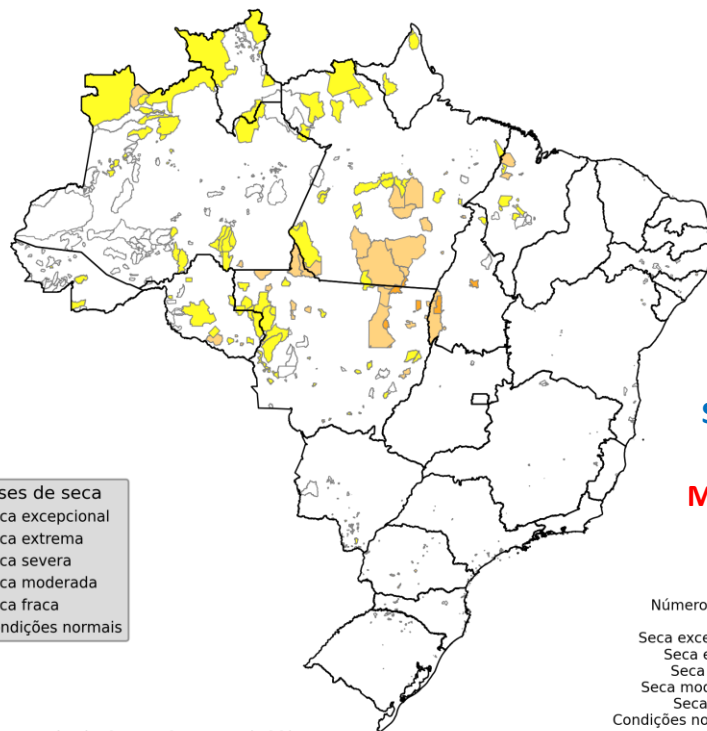 ses de seca
ca excepcional
ca extrema
ca severa
ca moderada
ca fraca
ndições normais
S
M
Número
Seca exce
Seca e
Seca
Seca mod
Seca
Condições no